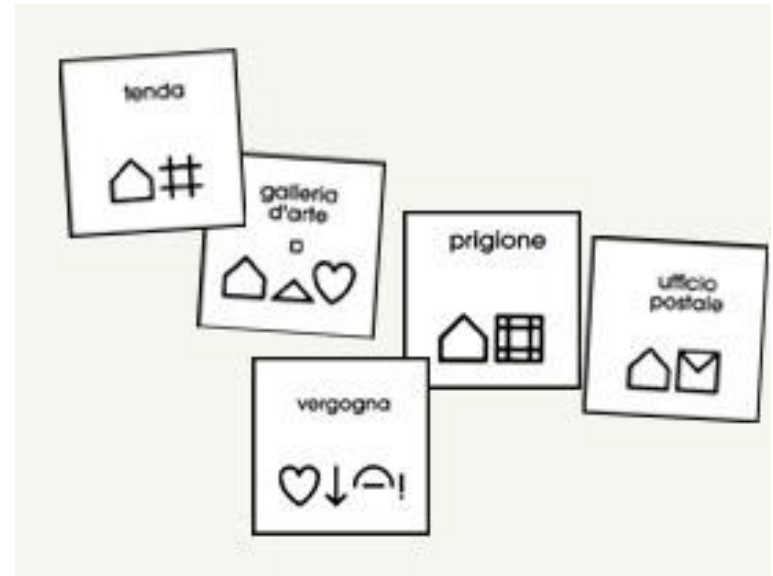 tenda
galleria
d'arte
prigione
ufficio
postale
vergogna